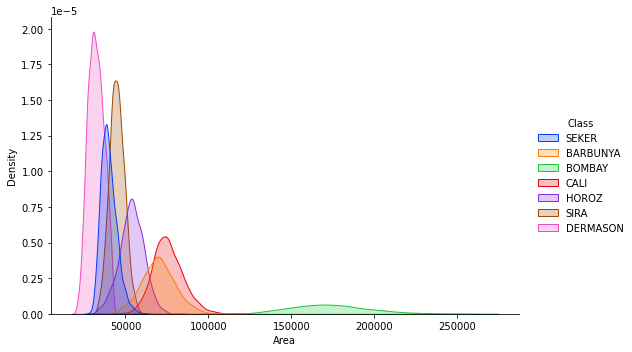 1e−5
2.00
1.75
1.50
1.25
1.00
0.75
0.50
0.25
0.00
Density
50000 100000 150000 200000 250000
Area
Class
SEKER
BARBUNYA
BOMBAY
CALI
HOROZ
SIRA
DERMASON